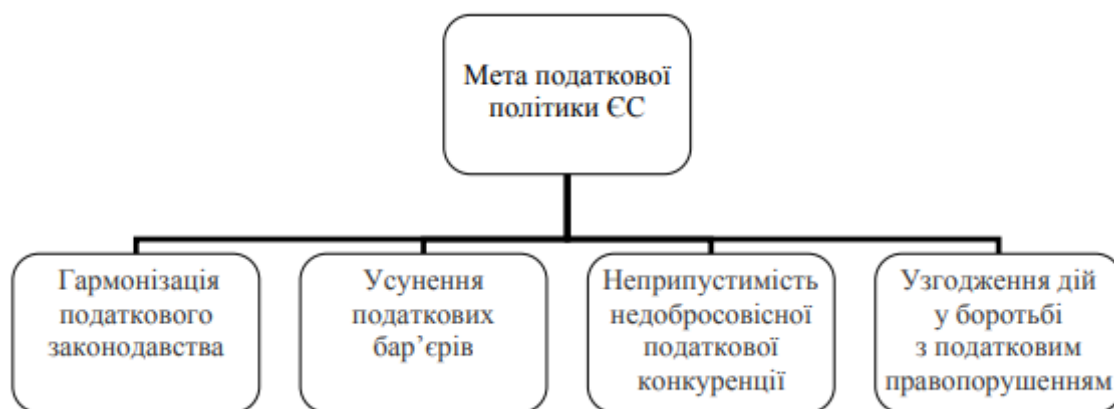 Мета податкової
політики ЄС
Гармонізація
податкового
законодавства
Усунення
податкових
бар’єрів
Неприпустимість
недобросовісної
податкової
конкуренції
Узгодження дій
у боротьбі
з податковим
правопорушенням